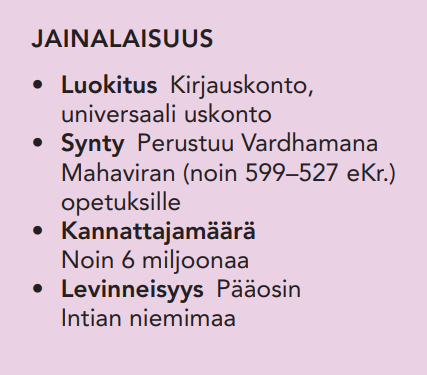 JAINALAISUUS
• Luokitus Kirjauskonto,
universaali uskonto
• Synty Perustuu Vardhamana
Mahaviran (noin 599–527 eKr.)
opetuksille
• Kannattajamäärä
Noin 6 miljoonaa
• Levinneisyys Pääosin
Intian niemimaa